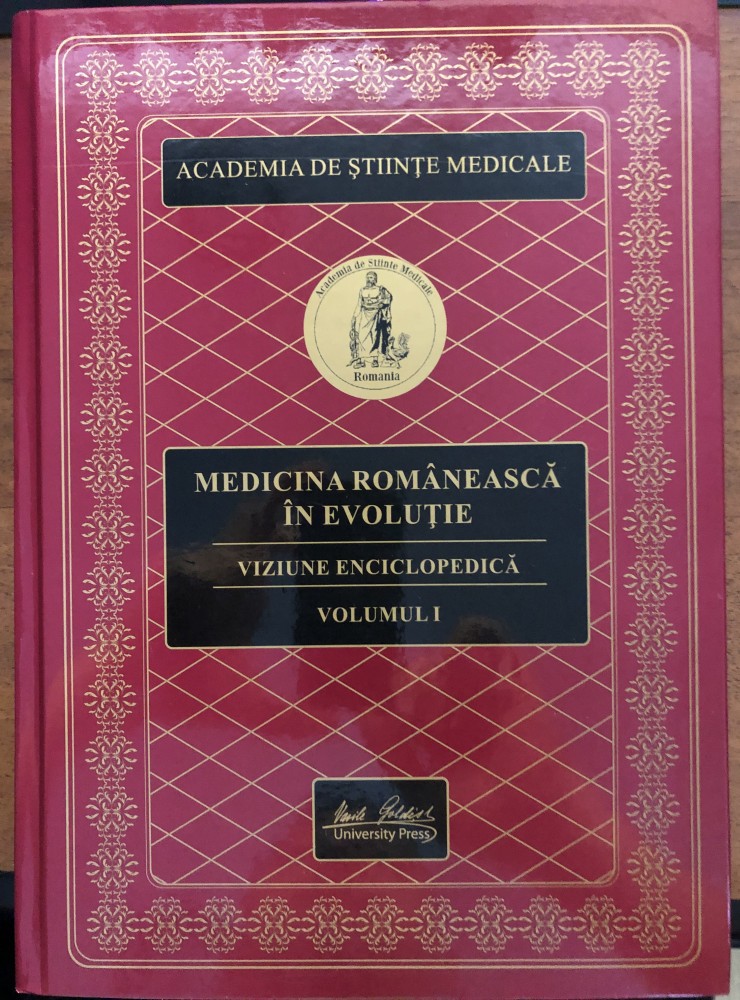 ACADEMIA DE ŞTIINŢE MEDICALE
Academia de Stiinte Medicale
Romania
MEDICINA ROMÂNEASCĂ
ÎN EVOLUŢIE
VIZIUNE ENCICLOPEDICĂ
VOLUMUL I
Vasile Goldiş
University Press